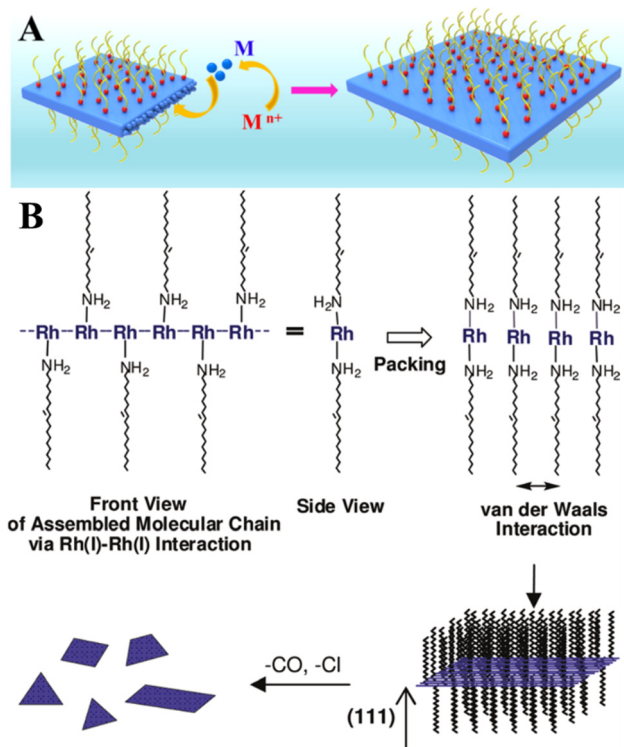 A
M
M n+
B
NH2 NH2 NH2
H2N NH2 NH2 NH2 NH2
--Rh—Rh—Rh—Rh—Rh—Rh-- = Rh Rh Rh Rh Rh
Packing
NH2 NH2 NH2 NH2 NH2 NH2 NH2 NH2
Front View
of Assembled Molecular Chain
via Rh(I)-Rh(I) Interaction
Side View
van der Waals
Interaction
-CO, -Cl
(111)